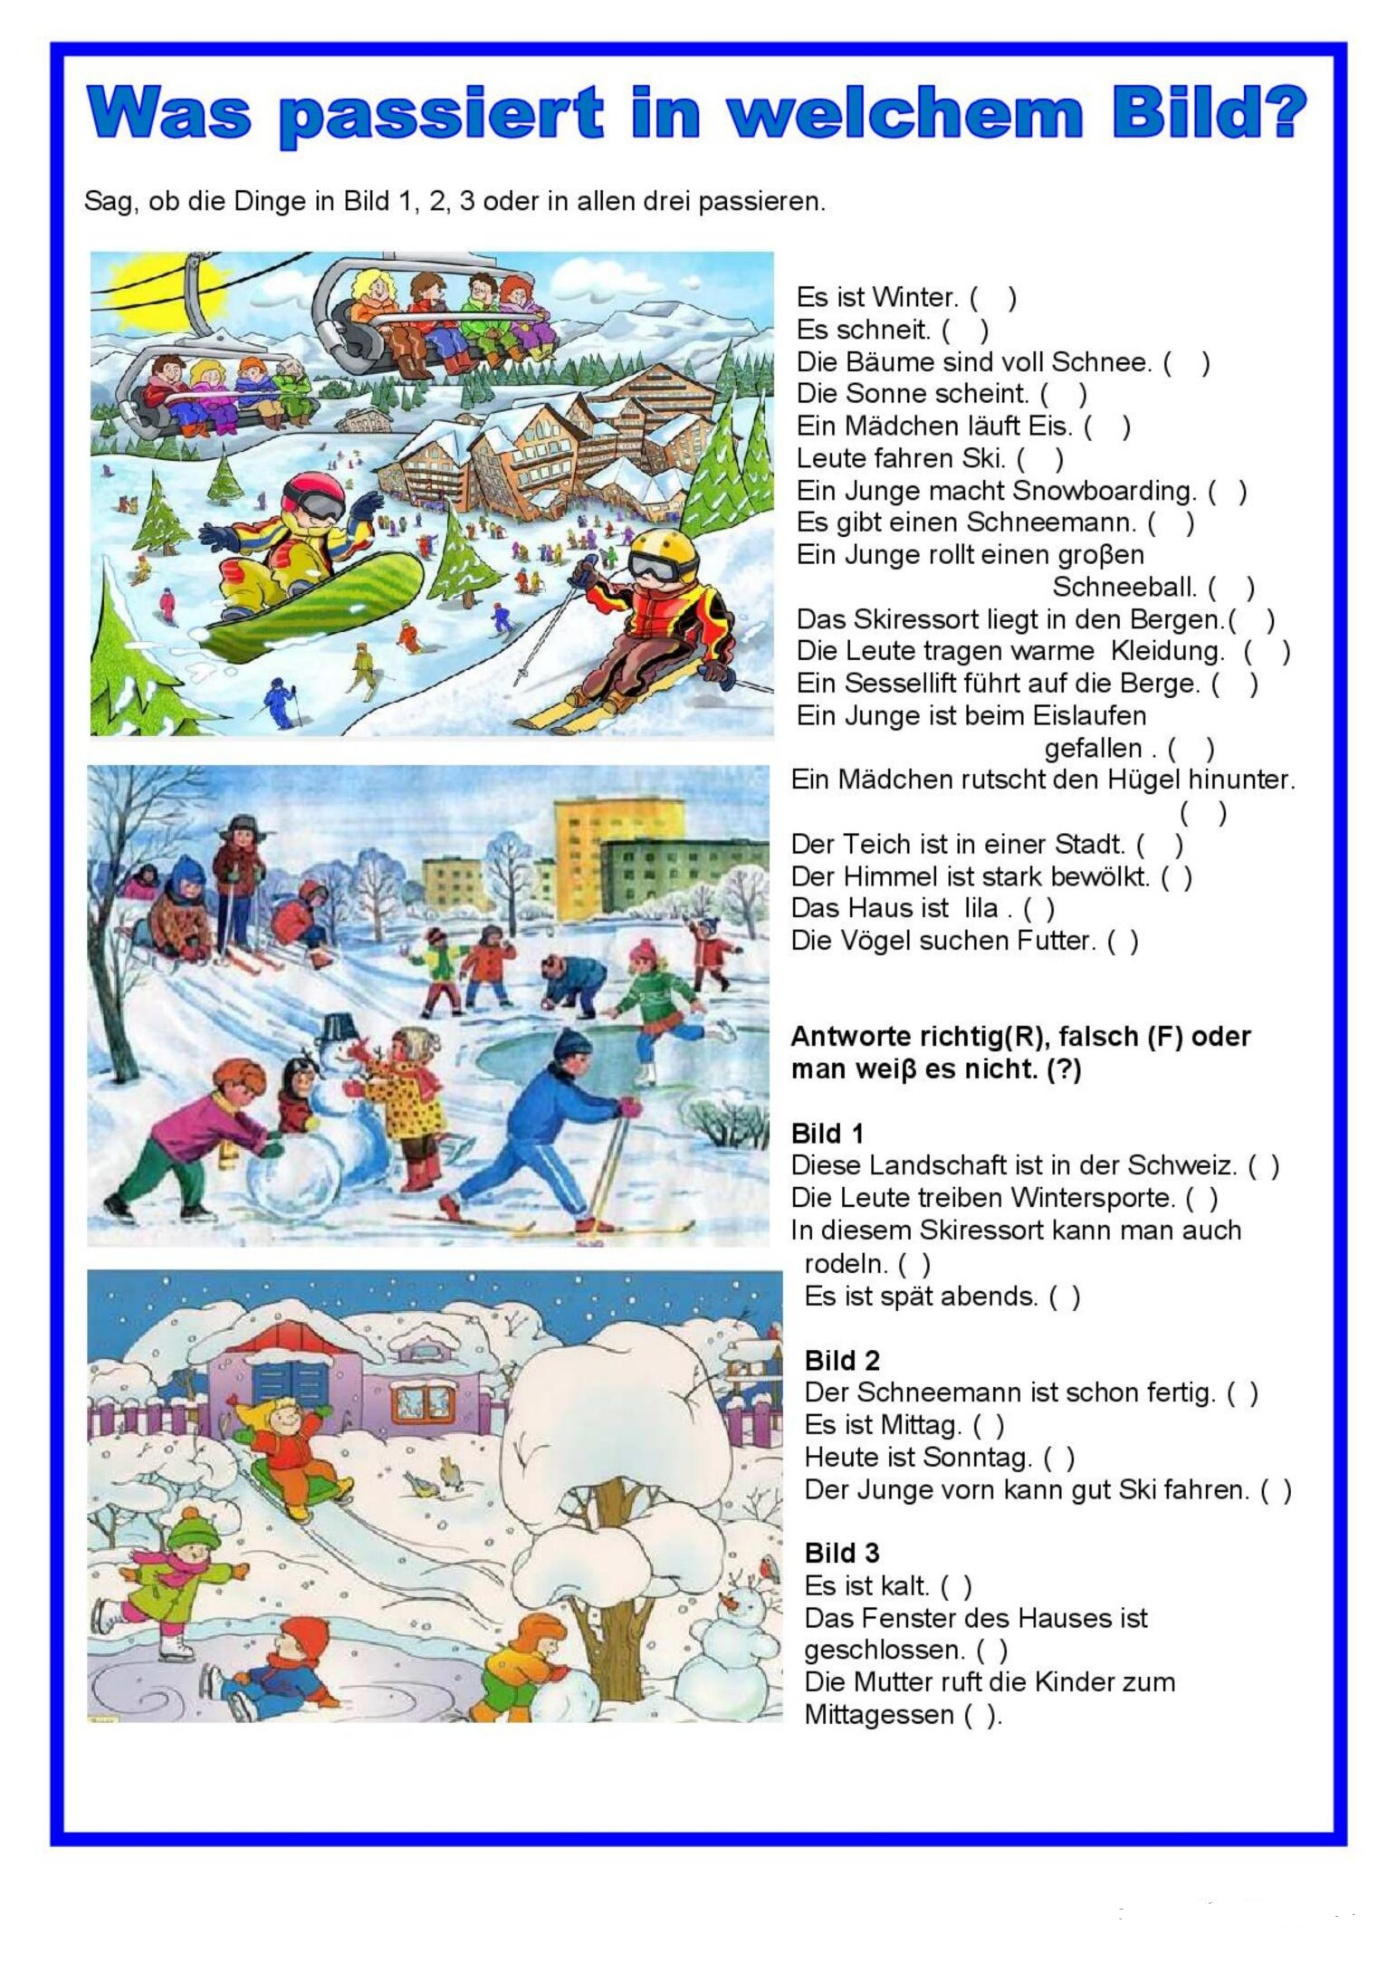 Was passiert in welchem Bild?
Sag, ob die Dinge in Bild 1, 2, 3 oder in allen drei passieren.
Es ist Winter. (   )
Es schneit. (   )
Die Bäume sind voll Schnee. (   )
Die Sonne scheint. (   )
Ein Mädchen läuft Eis. (   )
Leute fahren Ski. (   )
Ein Junge macht Snowboarding. (   )
Es gibt einen Schneemann. (   )
Ein Junge rollt einen großen
Schneeball. (   )
Das Skiressort liegt in den Bergen.(   )
Die Leute tragen warme  Kleidung.  (   )
Ein Sessellift führt auf die Berge. (   )
Ein Junge ist beim Eislaufen
gefallen . (   )
Ein Mädchen rutscht den Hügel hinunter.
(   )
Der Teich ist in einer Stadt. (   )
Der Himmel ist stark bewölkt. (  )
Das Haus ist  lila . (  )
Die Vögel suchen Futter. (  )
Antworte richtig(R), falsch (F) oder
man weiß es nicht. (?)
Bild 1
Diese Landschaft ist in der Schweiz. (  )
Die Leute treiben Wintersporte. (  )
In diesem Skiressort kann man auch
rodeln. (  )
Es ist spät abends. (  )
Bild 2
Der Schneemann ist schon fertig. (  )
Es ist Mittag. (  )
Heute ist Sonntag. (  )
Der Junge vorn kann gut Ski fahren. (  )
Bild 3
Es ist kalt. (  )
Das Fenster des Hauses ist
geschlossen. (  )
Die Mutter ruft die Kinder zum
Mittagessen (  ).